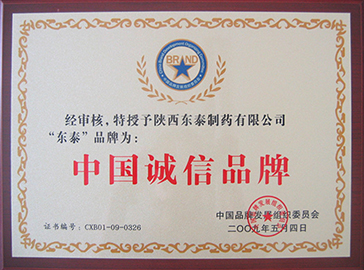 BRAND
经审核，特授予陕西东泰制药有限公司
“东泰”品牌为：
中国诚信品牌
中国品牌发展组织委员会
证书编号：CXB01-09-0326
二〇〇九年五月四日